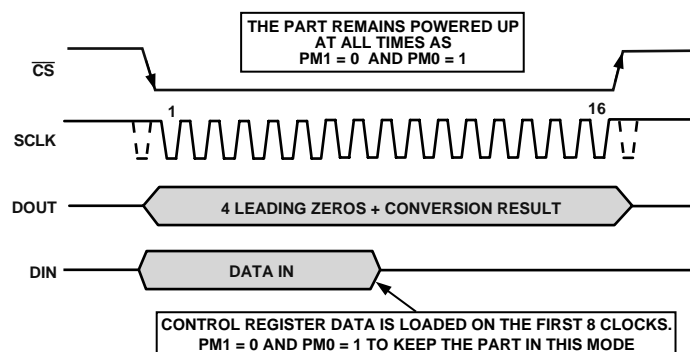 THE PART REMAINS POWERED UP
AT ALL TIMES AS
PM1 = 0 AND PM0 = 1
CS
1
16
SCLK
DOUT
4 LEADING ZEROS + CONVERSION RESULT
DIN
DATA IN
CONTROL REGISTER DATA IS LOADED ON THE FIRST 8 CLOCKS.
PM1 = 0 AND PM0 = 1 TO KEEP THE PART IN THIS MODE